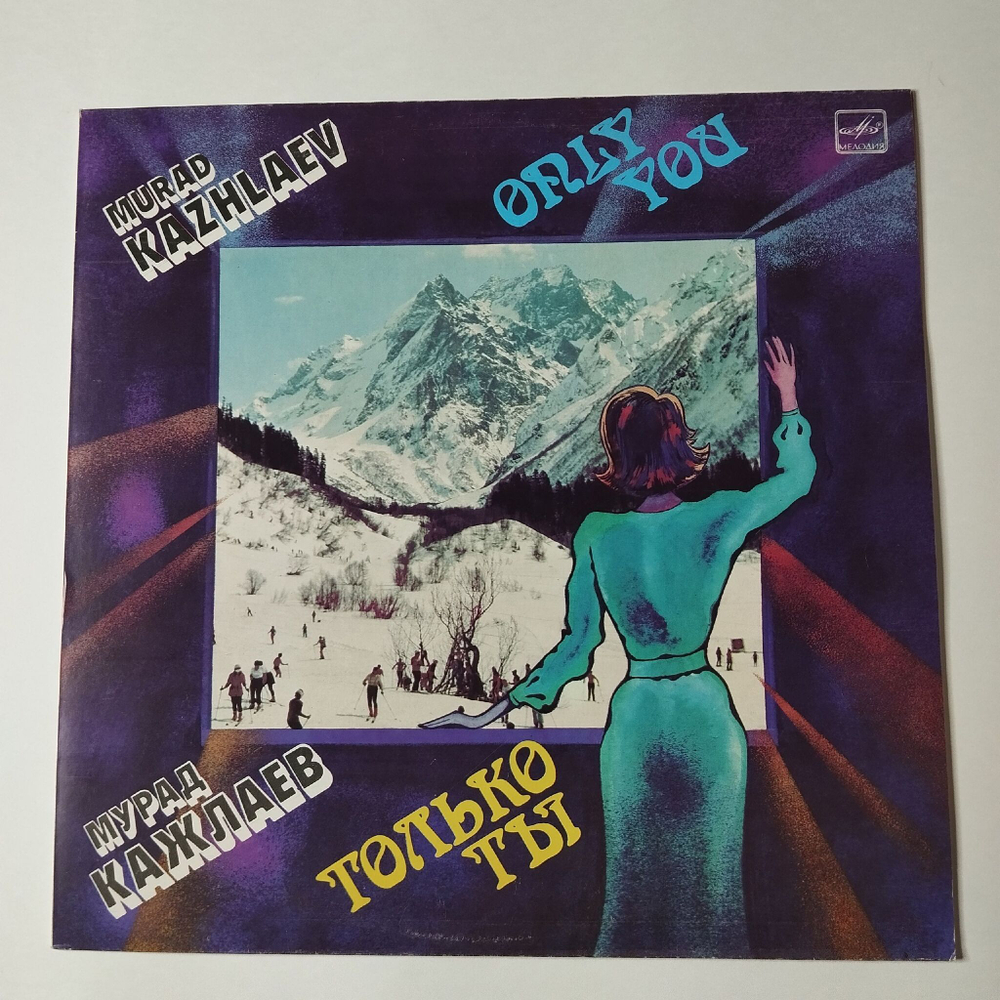 MURAD
KAZHLAEV
ONLY
YOU
МЕЛОДИЯ
МУРАД
КАЖЛАЕВ
ТОЛЬКО
ТЫ